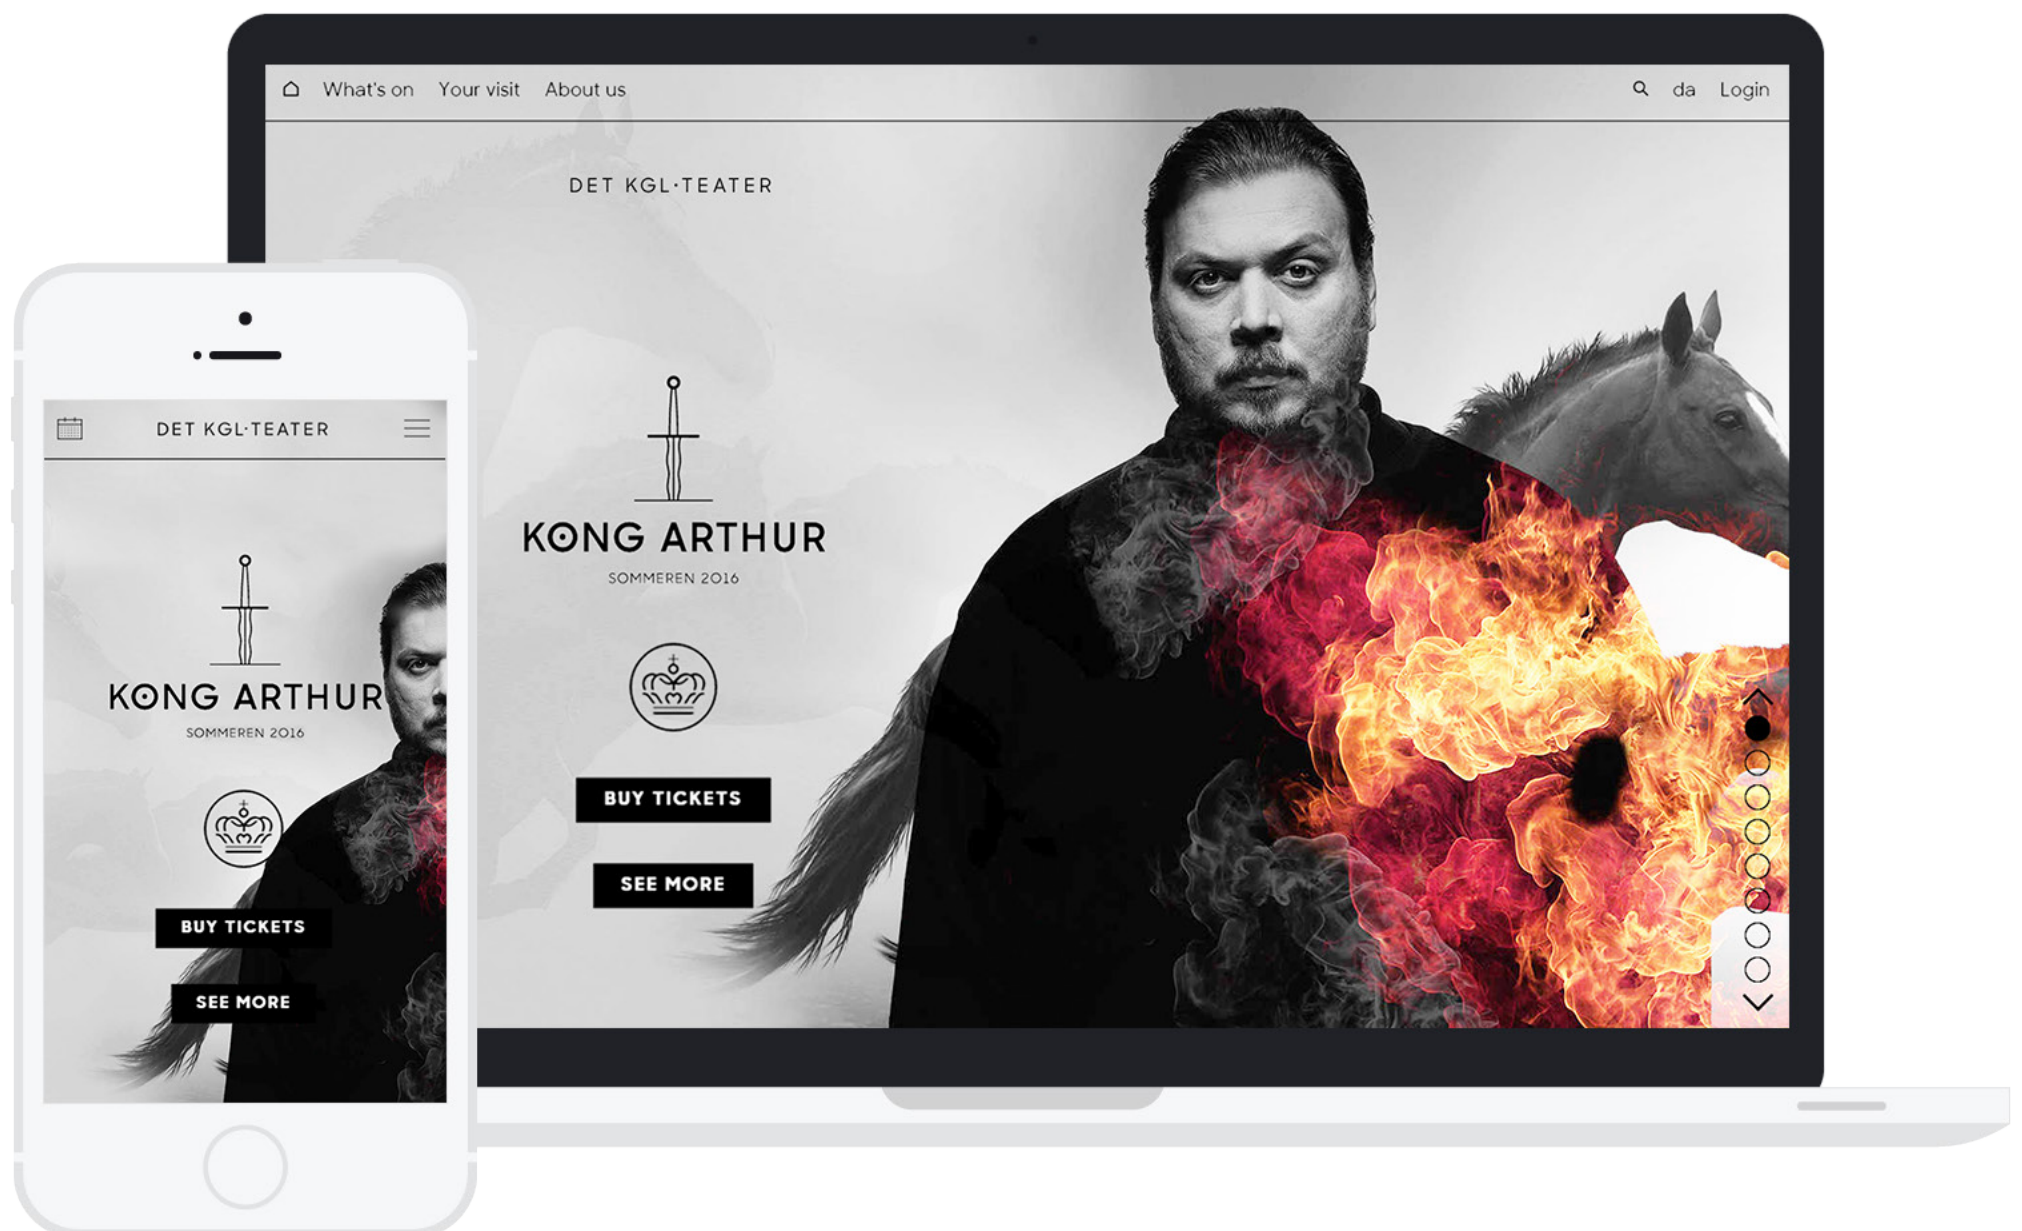 What's on Your visit About us da Login
DET KGL·TEATER
KONG ARTHUR
SOMMEREN 2016
BUY TICKETS
SEE MORE
DET KGL·TEATER
KONG ARTHUR
SOMMEREN 2016
BUY TICKETS
SEE MORE